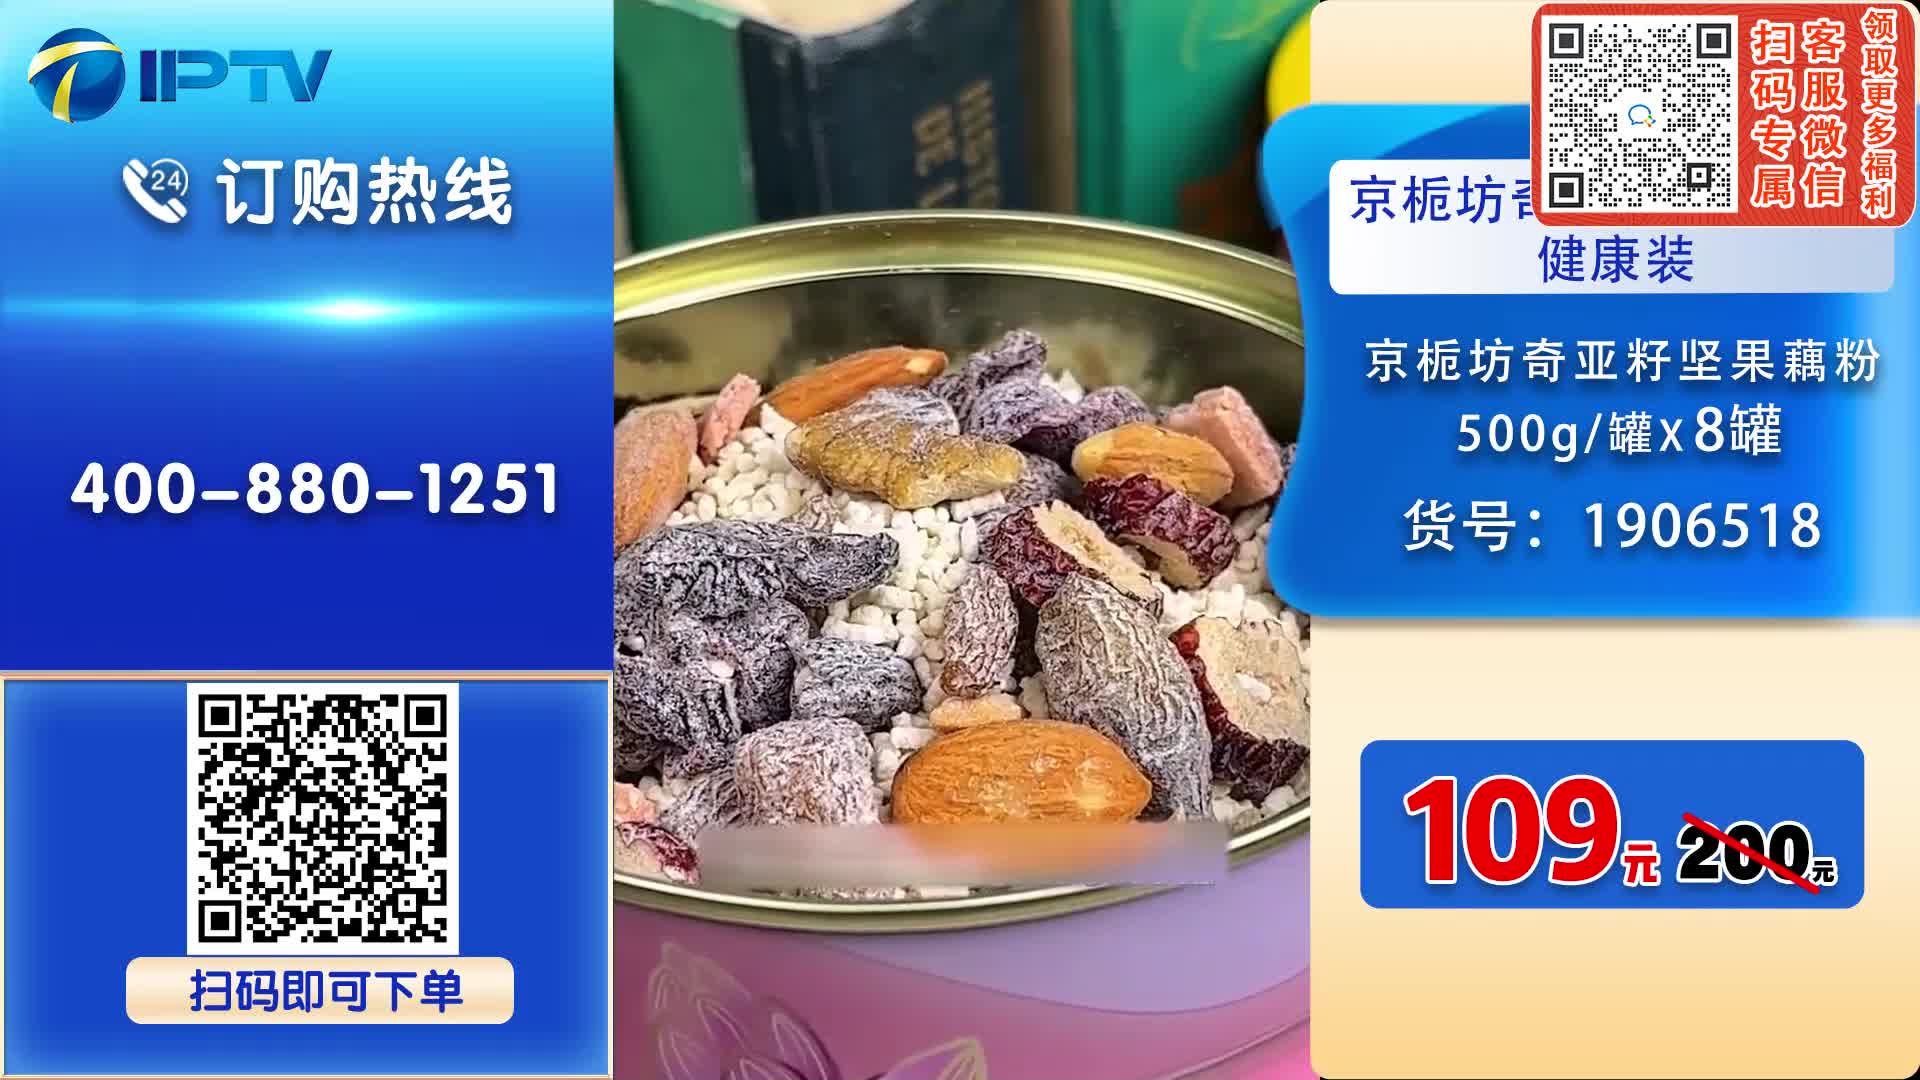 IPTV
24
订购热线
400-880-1251
扫码即可下单
扫码专属
客服微信
领取更多福利
京栀坊奇
健康装
京栀坊奇亚籽坚果藕粉
500g/罐x8罐
货号：1906518
109元 200元